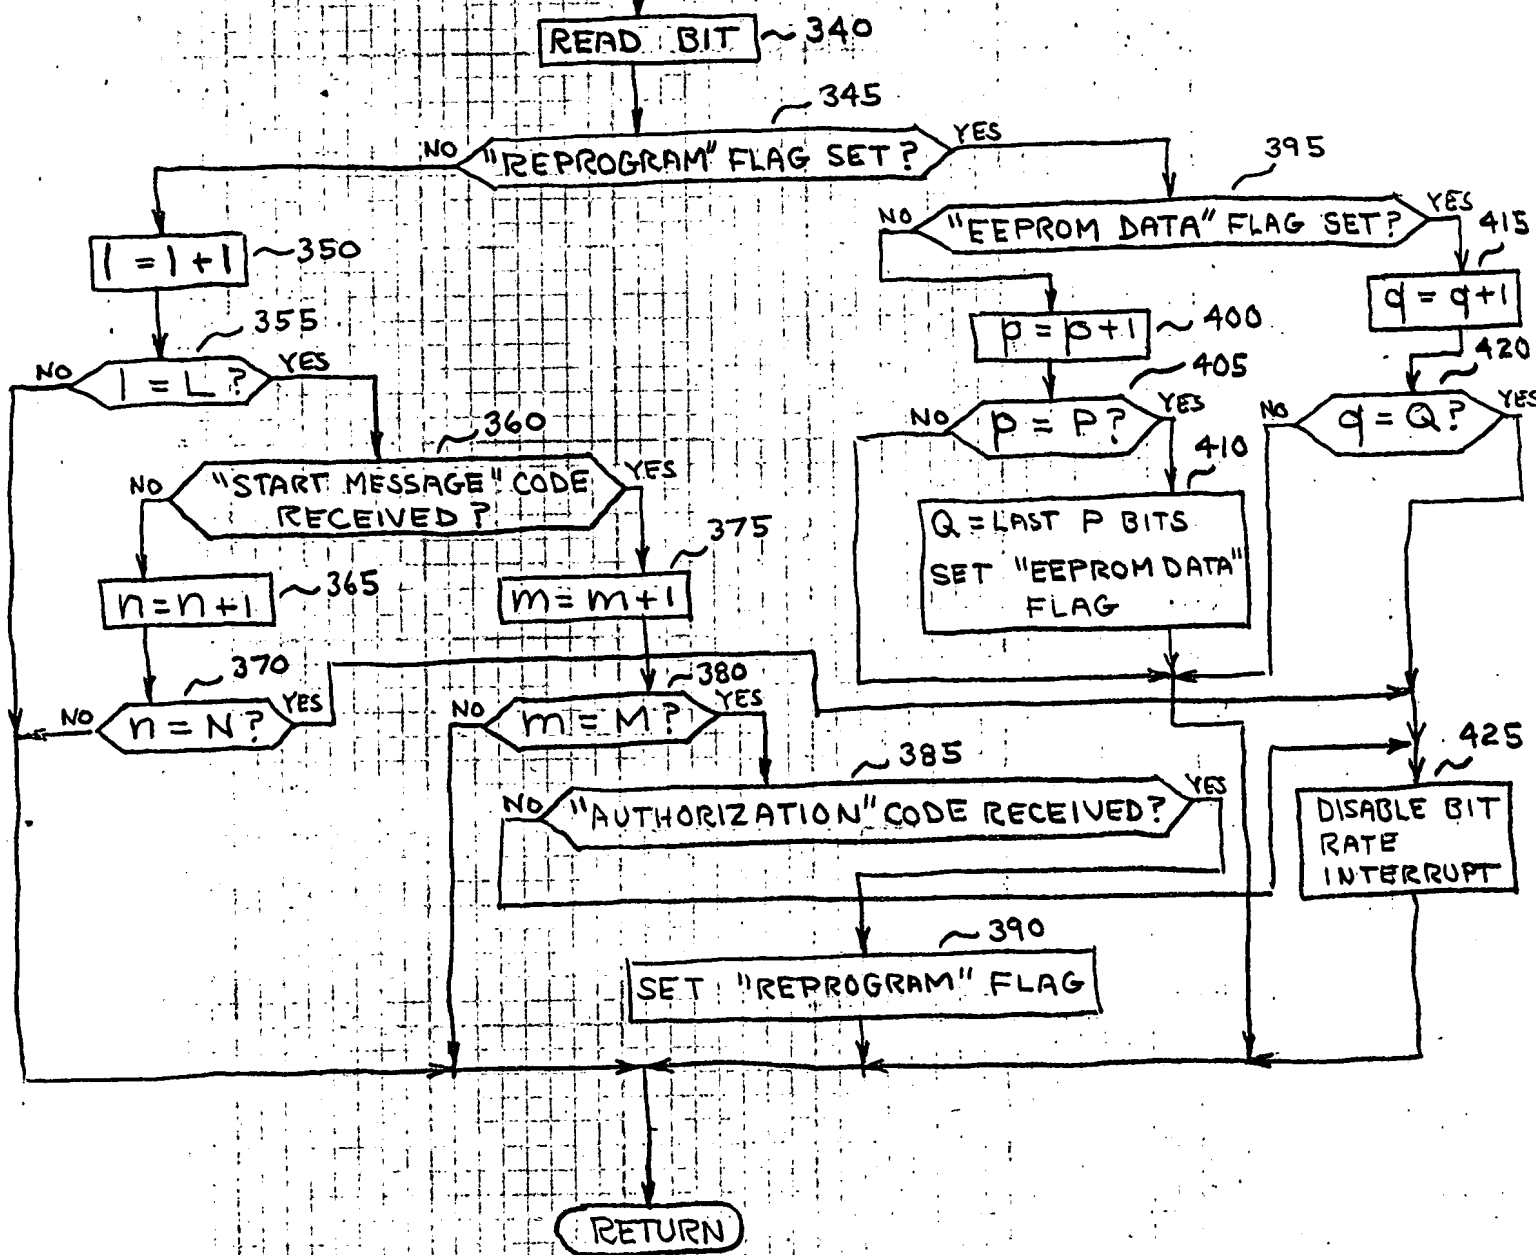 READ BIT 340
345
NO "REPROGRAM" FLAG SET? YES
395
NO "EEPROM DATA" FLAG SET? YES
415
l = l + 1 350
q = q+1
p = p+1 400
355
420
NO l = L? YES
405
NO p = P? YES
NO q = Q? YES
360
410
NO "START MESSAGE" CODE
RECEIVED? YES
Q = LAST P BITS
SET "EEPROM DATA"
FLAG
375
n=n+1 365
m=m+1
370
380
NO n = N? YES
NO m = M? YES
385
425
NO "AUTHORIZATION" CODE RECEIVED? YES
DISABLE BIT
RATE
INTERRUPT
390
SET "REPROGRAM" FLAG
RETURN